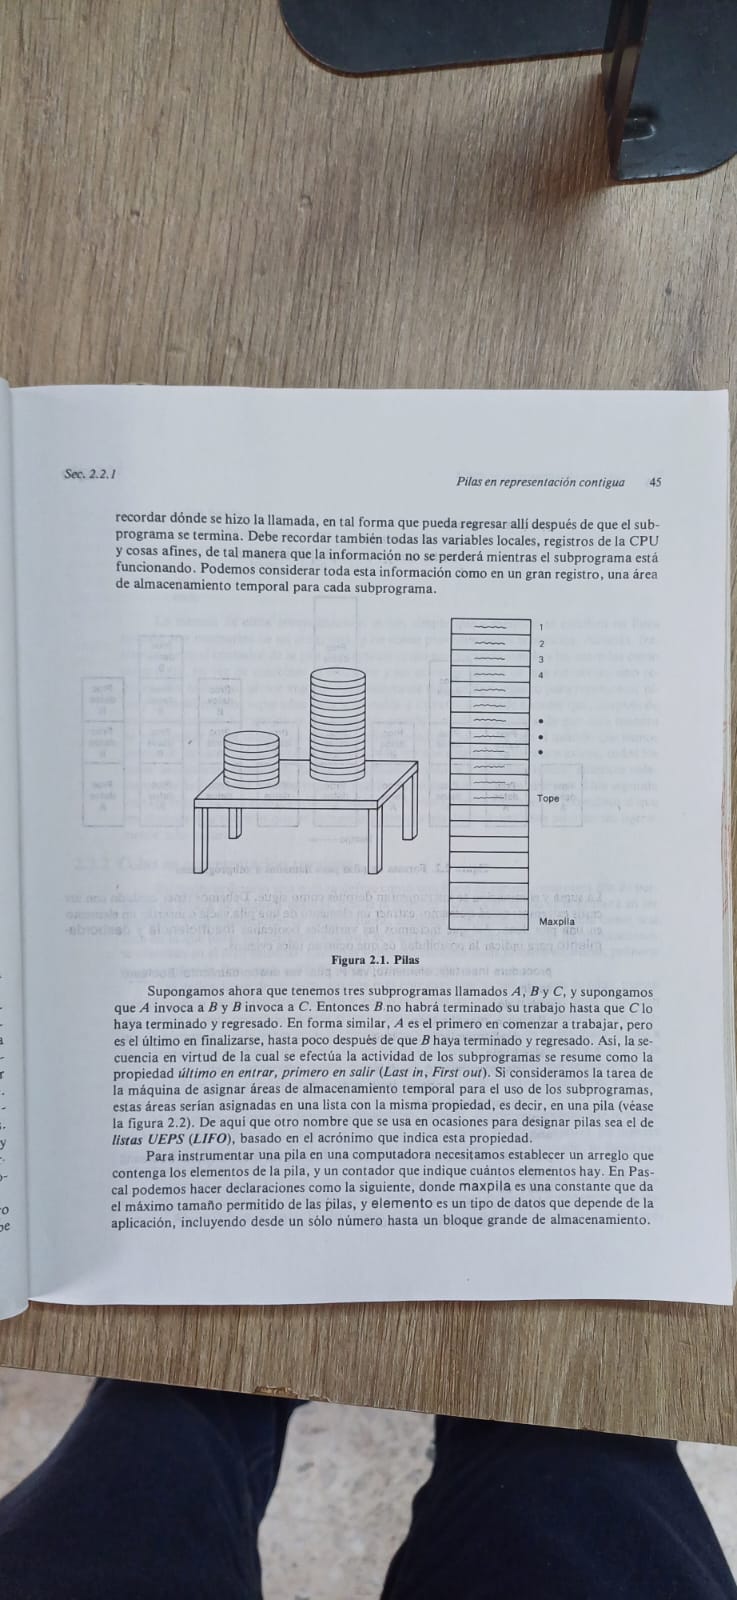 Sec. 2.2.1
Pilas en representación contigua 45
recordar dónde se hizo la llamada, en tal forma que pueda regresar allí después de que el sub-
programa se termina. Debe recordar también todas las variables locales, registros de la CPU
y cosas afines, de tal manera que la información no se perderá mientras el subprograma está
funcionando. Podemos considerar toda esta información como en un gran registro, una área
de almacenamiento temporal para cada subprograma.
1
2
3
4
Tope
Maxpila
Figura 2.1. Pilas
Supongamos ahora que tenemos tres subprogramas llamados A, B y C, y supongamos
que A invoca a B y B invoca a C. Entonces B no habrá terminado su trabajo hasta que C lo
haya terminado y regresado. En forma similar, A es el primero en comenzar a trabajar, pero
es el último en finalizarse, hasta poco después de que B haya terminado y regresado. Así, la se-
cuencia en virtud de la cual se efectúa la actividad de los subprogramas se resume como la
propiedad último en entrar, primero en salir (Last in, First out). Si consideramos la tarea de
la máquina de asignar áreas de almacenamiento temporal para el uso de los subprogramas,
estas áreas serían asignadas en una lista con la misma propiedad, es decir, en una pila (véase
la figura 2.2). De aquí que otro nombre que se usa en ocasiones para designar pilas sea el de
listas UEPS (LIFO), basado en el acrónimo que indica esta propiedad.
Para instrumentar una pila en una computadora necesitamos establecer un arreglo que
contenga los elementos de la pila, y un contador que indique cuántos elementos hay. En Pas-
cal podemos hacer declaraciones como la siguiente, donde maxpila es una constante que da
el máximo tamaño permitido de las pilas, y elemento es un tipo de datos que depende de la
aplicación, incluyendo desde un sólo número hasta un bloque grande de almacenamiento.